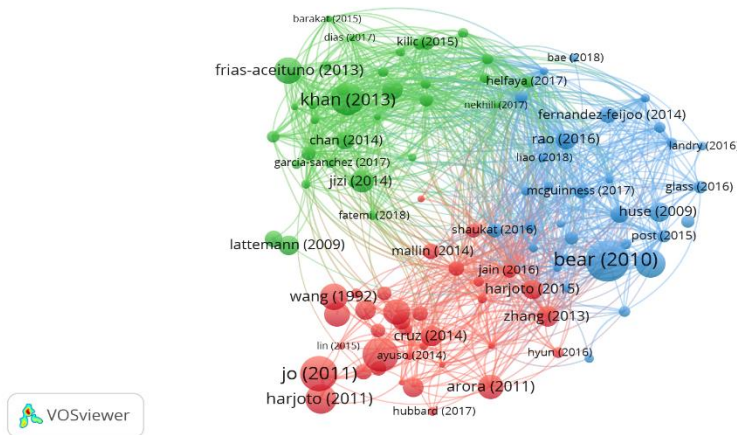 barakat (2015)
dias (2017)
kilic (2015)
bae (2018)
frias-aceituno (2013)
helfaya (2017)
khan (2013)
nekhili (2017)
fernandez-feijoo (2014)
chan (2014)
rao (2016)
landry (2016)
garcia-sanchez (2017)
liao (2018)
jizi (2014)
mcguinness (2017)
glass (2016)
fatemi (2018)
huse (2009)
shaukat (2016)
post (2015)
lattemann (2009)
mallin (2014)
bear (2010)
jain (2016)
wang (1992)
harjoto (2015)
zhang (2013)
cruz (2014)
lin (2015)
ayuso (2014)
hyun (2016)
jo (2011)
arora (2011)
harjoto (2011)
hubbard (2017)
VOSviewer